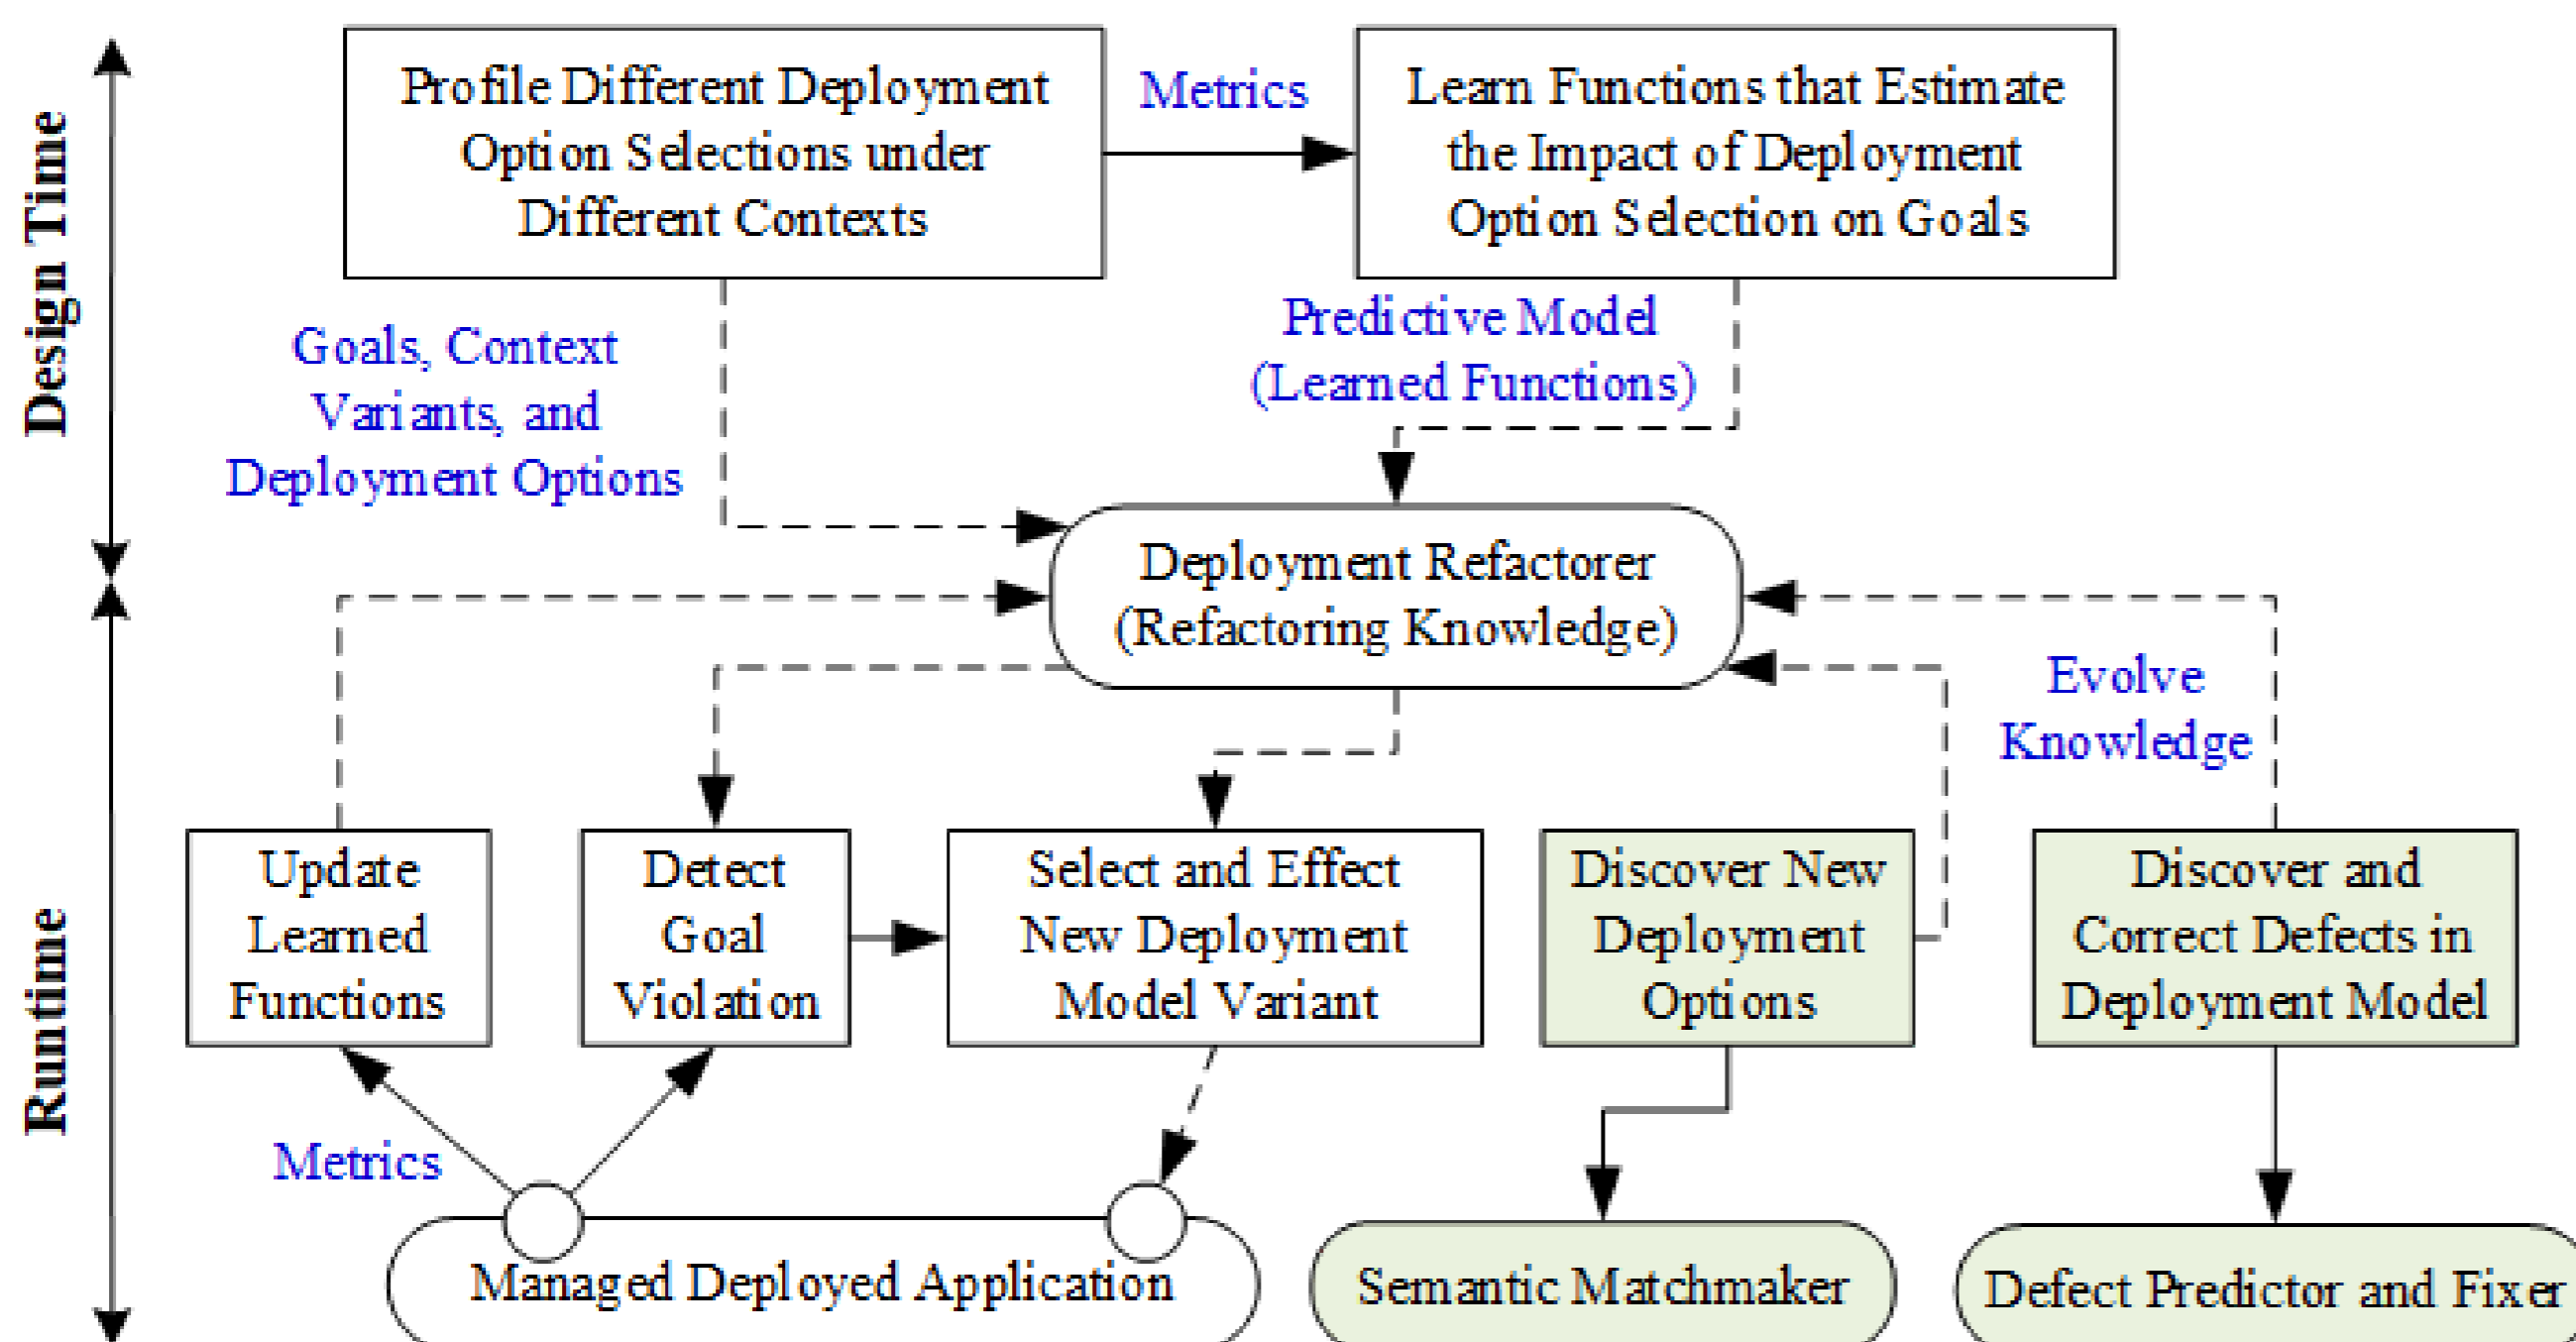 Design Time
Profile Different Deployment
Option Selections under
Different Contexts
Metrics
Learn Functions that Estimate
the Impact of Deployment
Option Selection on Goals
Goals, Context
Variants, and
Deployment Options
Predictive Model
(Learned Functions)
Deployment Refactorer
(Refactoring Knowledge)
Evolve
Knowledge
Runtime
Update
Learned
Functions
Detect
Goal
Violation
Select and Effect
New Deployment
Model Variant
Discover New
Deployment
Options
Discover and
Correct Defects in
Deployment Model
Metrics
Managed Deployed Application
Semantic Matchmaker
Defect Predictor and Fixer